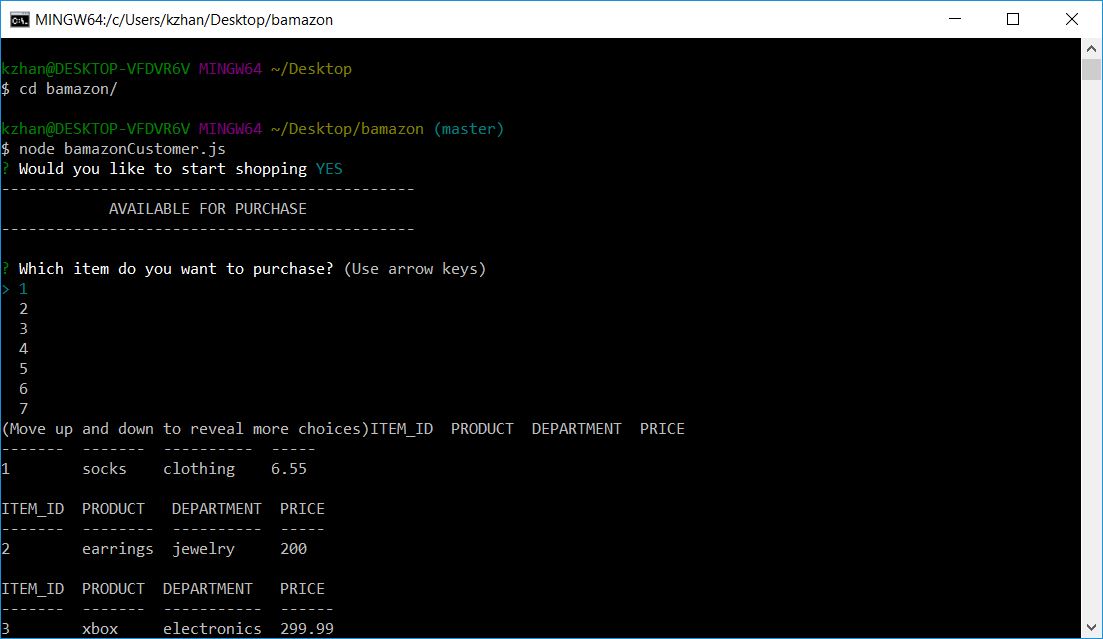 MINGW64:/c/Users/kzhan/Desktop/bamazon
kzhan@DESKTOP-VFDVR6V MINGW64 ~/Desktop
$ cd bamazon/
kzhan@DESKTOP-VFDVR6V MINGW64 ~/Desktop/bamazon (master)
$ node bamazonCustomer.js
? Would you like to start shopping YES
----------------------------------------------
AVAILABLE FOR PURCHASE
----------------------------------------------
? Which item do you want to purchase? (Use arrow keys)
> 1
2
3
4
5
6
7
(Move up and down to reveal more choices)ITEM_ID  PRODUCT  DEPARTMENT  PRICE
-------  -------  ----------  -----
1        socks    clothing    6.55
ITEM_ID  PRODUCT   DEPARTMENT  PRICE
-------  --------  ----------  -----
2        earrings  jewelry     200
ITEM_ID  PRODUCT  DEPARTMENT   PRICE
-------  -------  -----------  ------
3        xbox     electronics  299.99